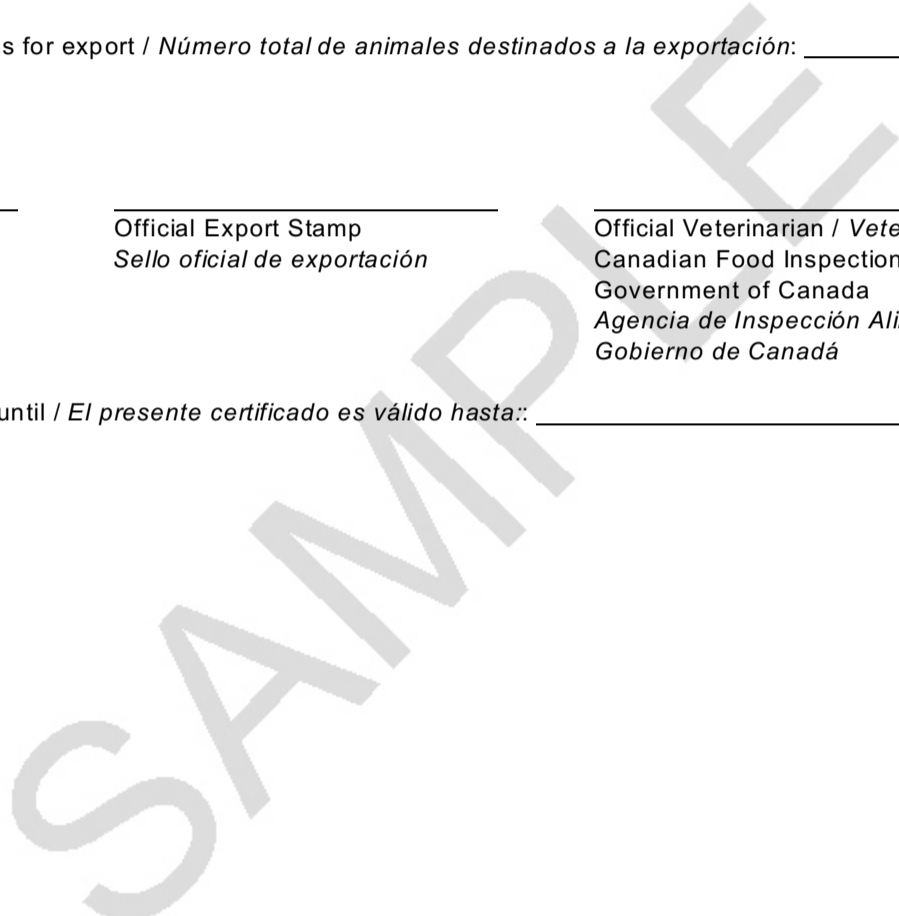 s for export / Número total de animales destinados a la exportación:
Official Export Stamp
Sello oficial de exportación
Official Veterinarian / Vete
Canadian Food Inspection
Government of Canada
Agencia de Inspección Ali
Gobierno de Canadá
until / El presente certificado es válido hasta::
SAMPLE